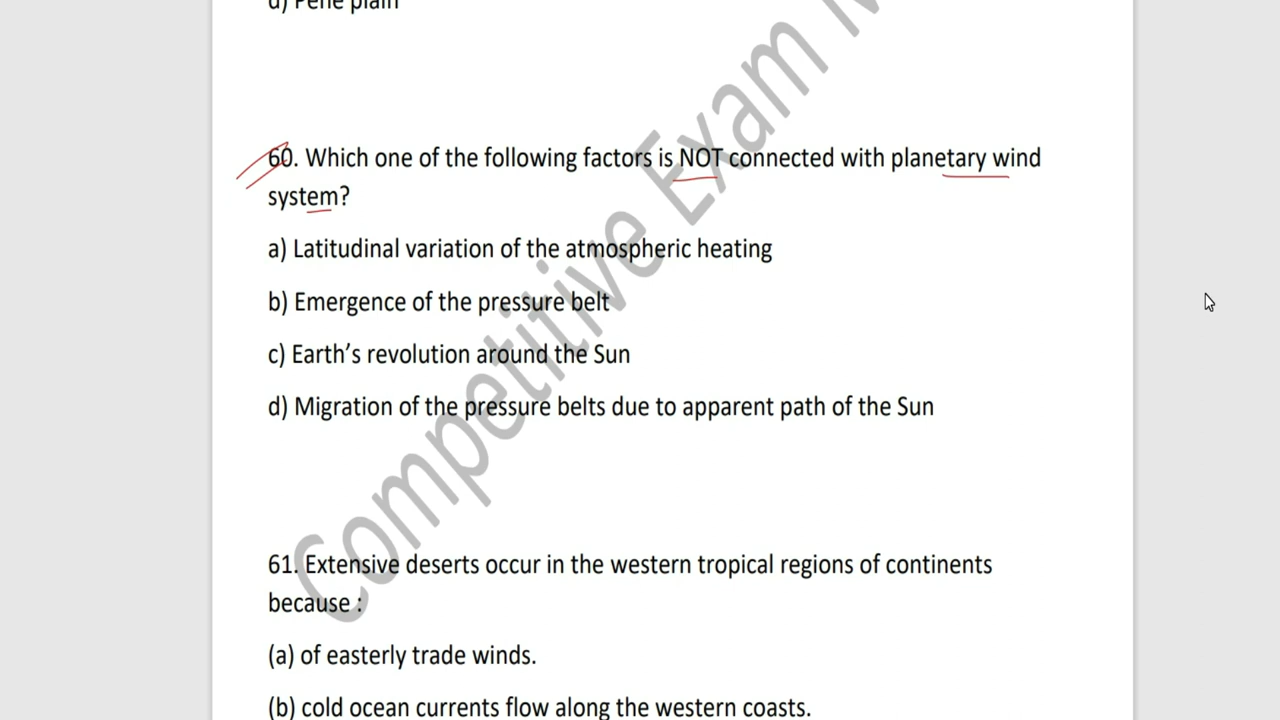 d) Pene plain
60. Which one of the following factors is NOT connected with planetary wind
system?
a) Latitudinal variation of the atmospheric heating
b) Emergence of the pressure belt
c) Earth’s revolution around the Sun
d) Migration of the pressure belts due to apparent path of the Sun
61. Extensive deserts occur in the western tropical regions of continents
because :
(a) of easterly trade winds.
(b) cold ocean currents flow along the western coasts.
Competitive Exam